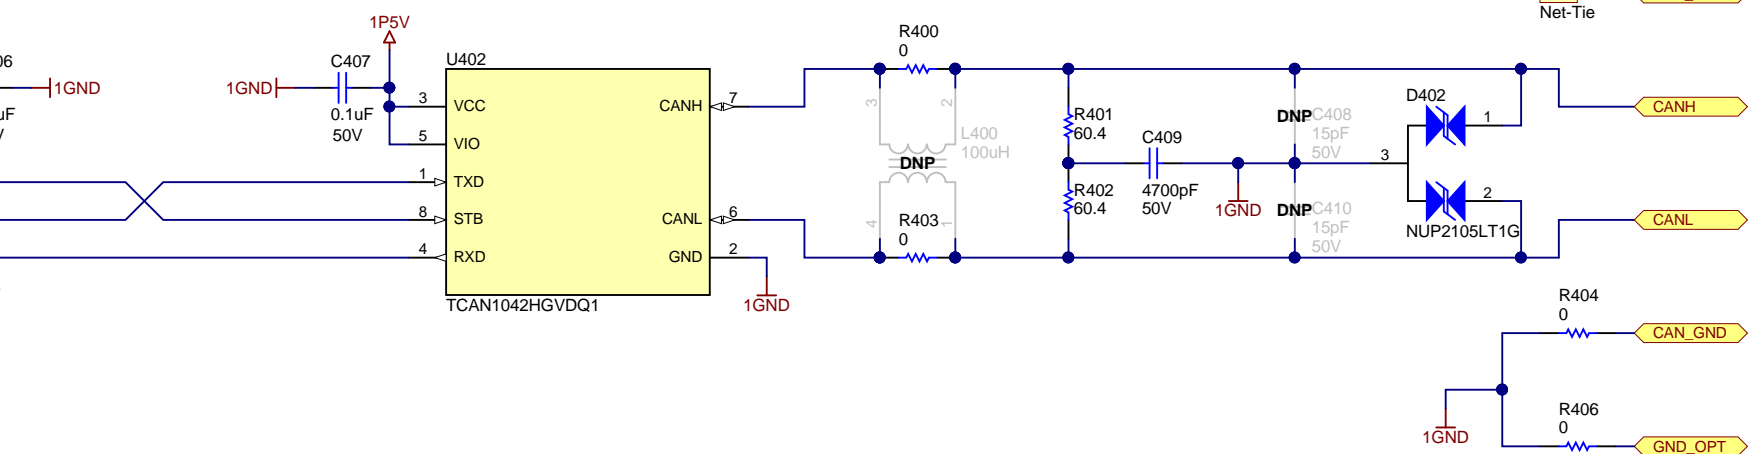 Net-Tie
1P5V
06
1GND
uF
V
1GND
C407
0.1uF
50V
U402
3
VCC
5
VIO
1
TXD
8
STB
4
RXD
CANH
7
CANL
6
GND
2
TCAN1042HGVDQ1
1GND
R400
0
3
2
L400
100uH
DNP
4
1
R403
0
R401
60.4
R402
60.4
C409
4700pF
50V
1GND
DNP
C408
15pF
50V
DNP
C410
15pF
50V
D402
1
3
2
NUP2105LT1G
CANH
CANL
R404
0
CAN_GND
1GND
R406
0
GND_OPT